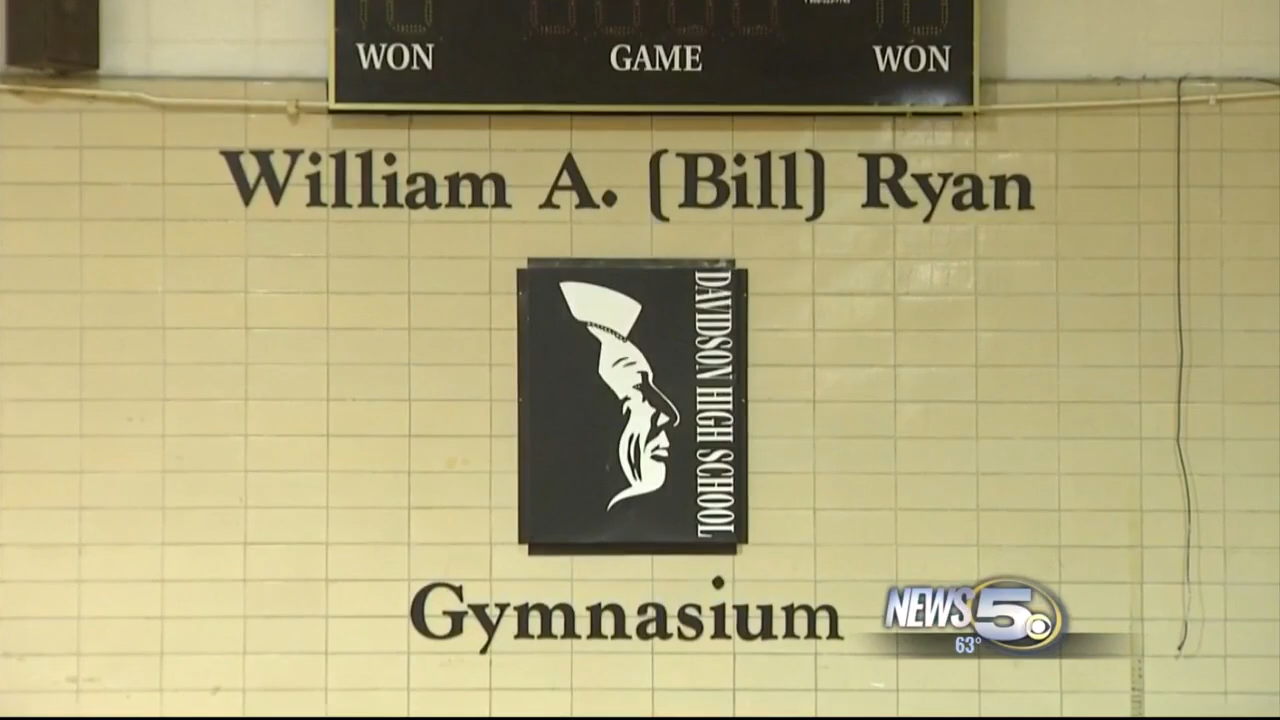 WON GAME WON
William A. (Bill) Ryan
DAVIDSON HIGH SCHOOL
Gymnasium
NEWS 5
63°